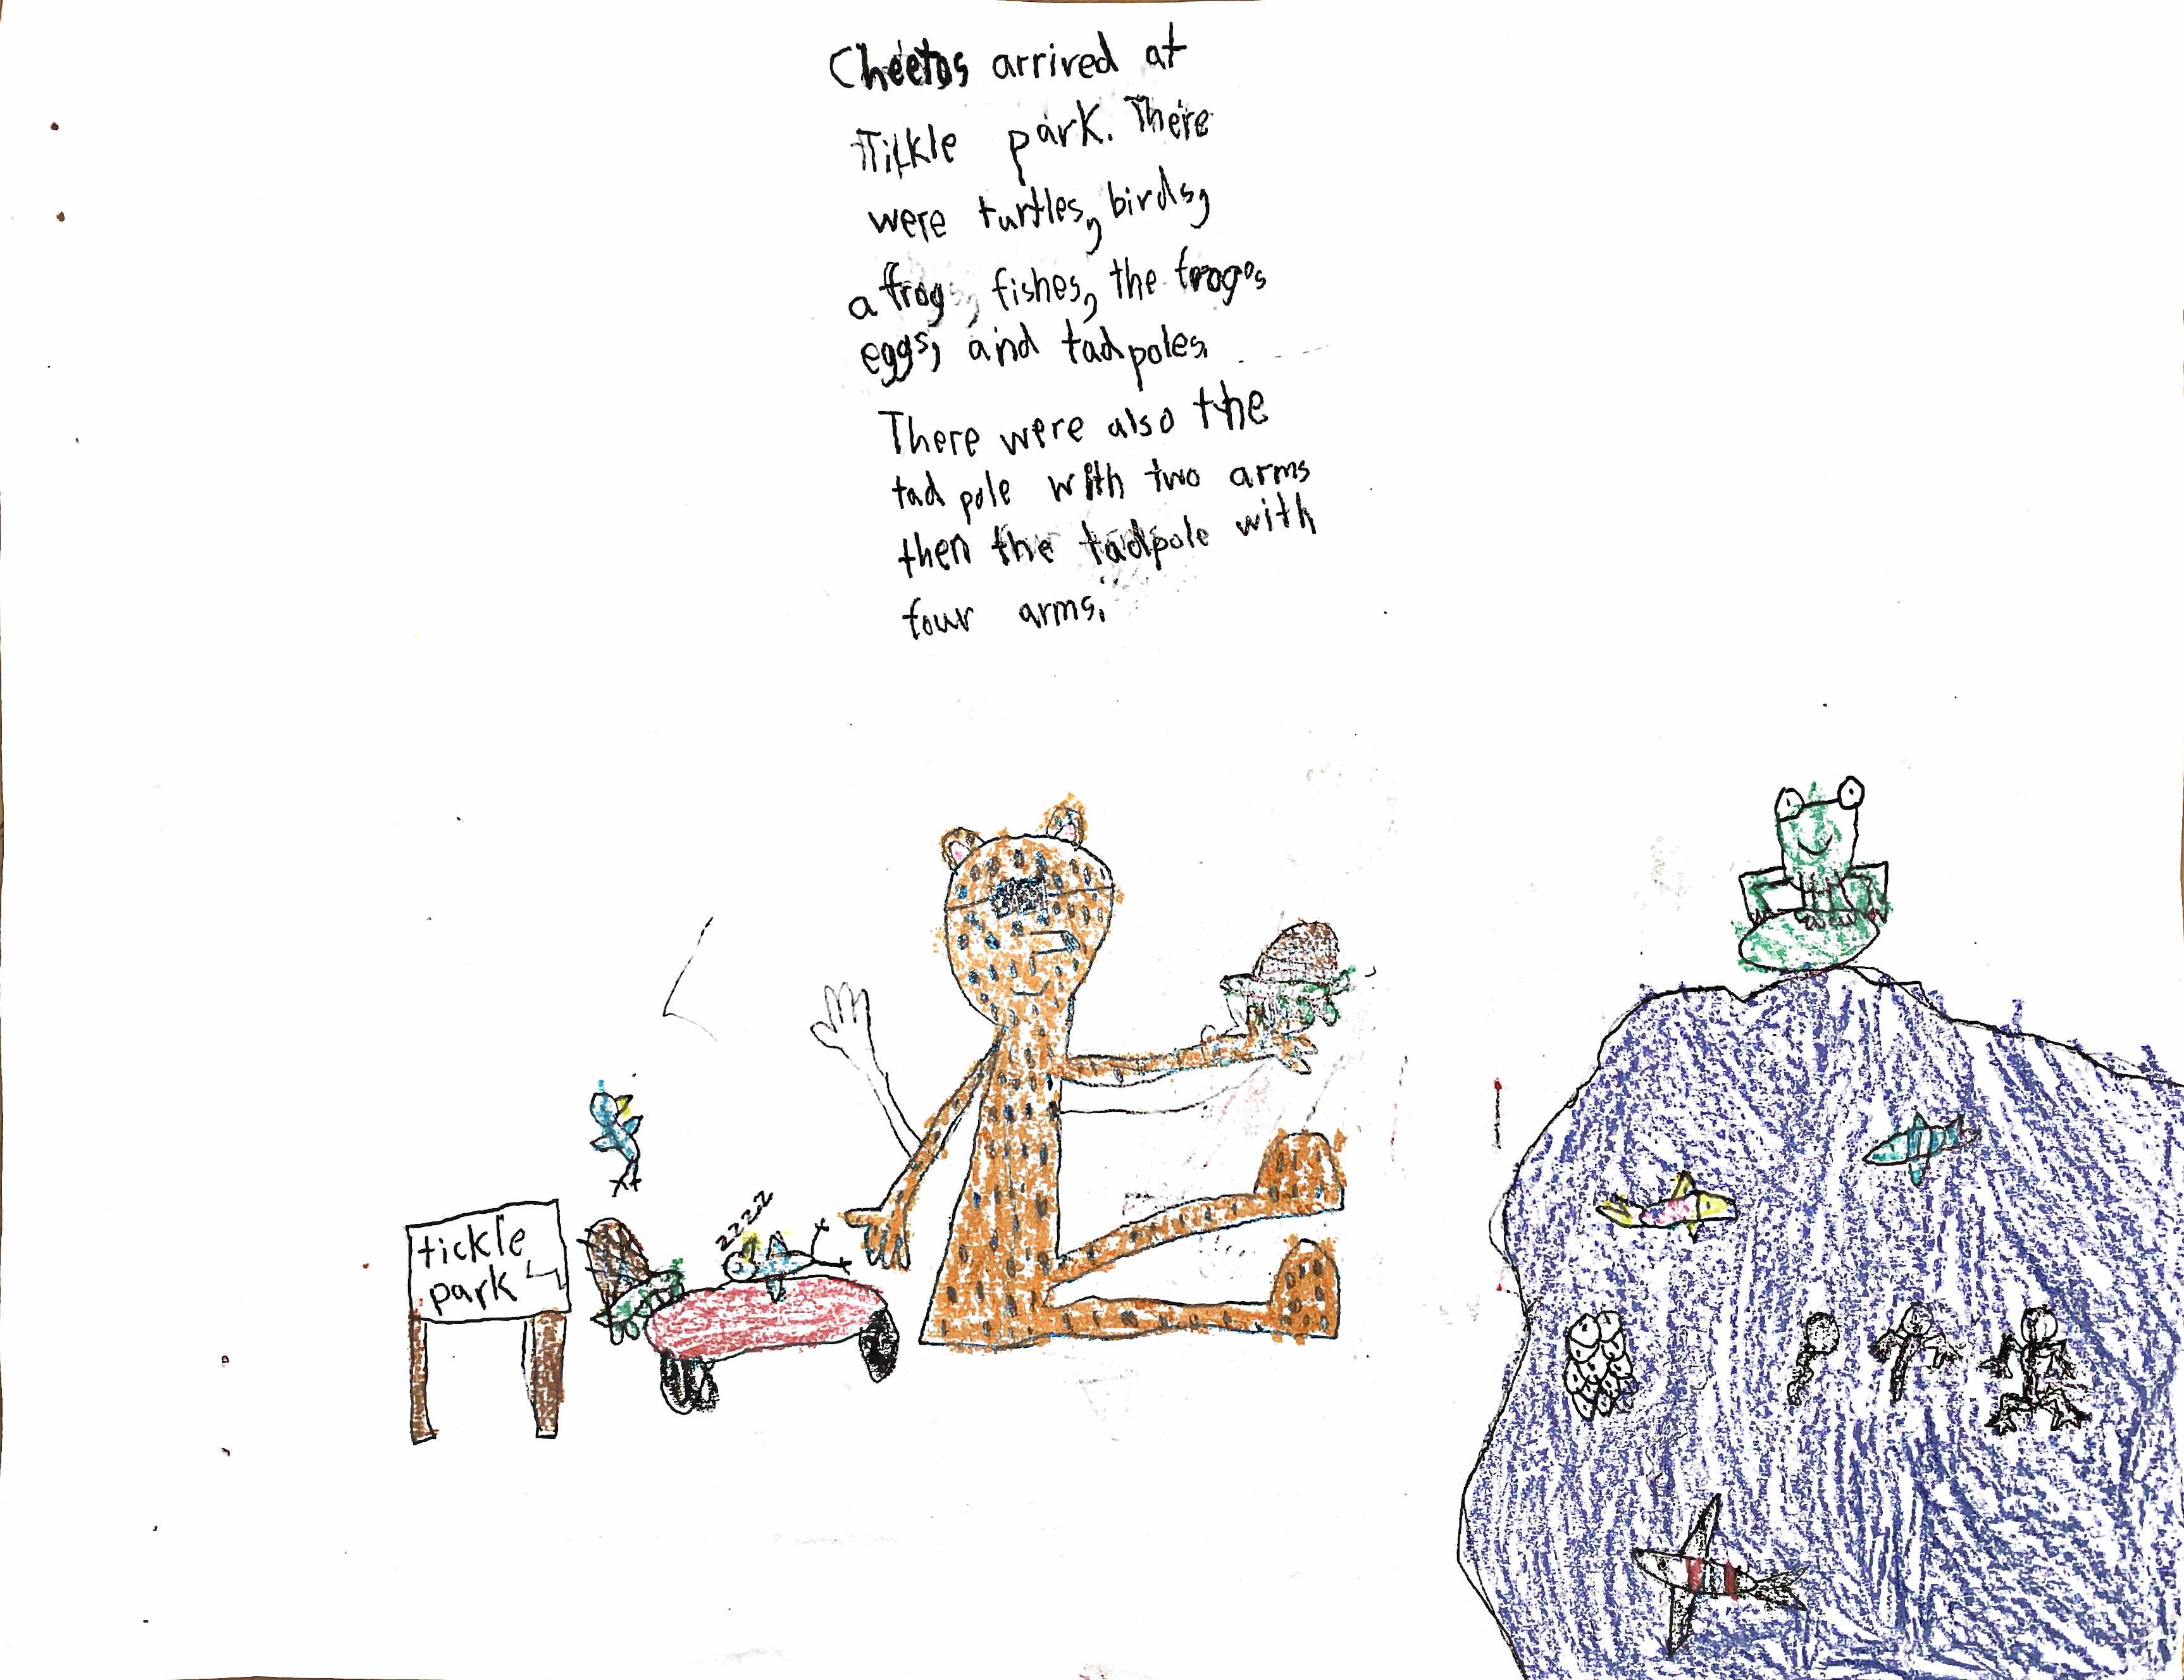 Cheetos arrived at
Tilkle park. There
were turtles, birds,
a frog, fishes, the frogs
eggs, and tadpoles.
There were also the
tad pole with two arms
then the tadpole with
four arms.
zzzz
tickle
park